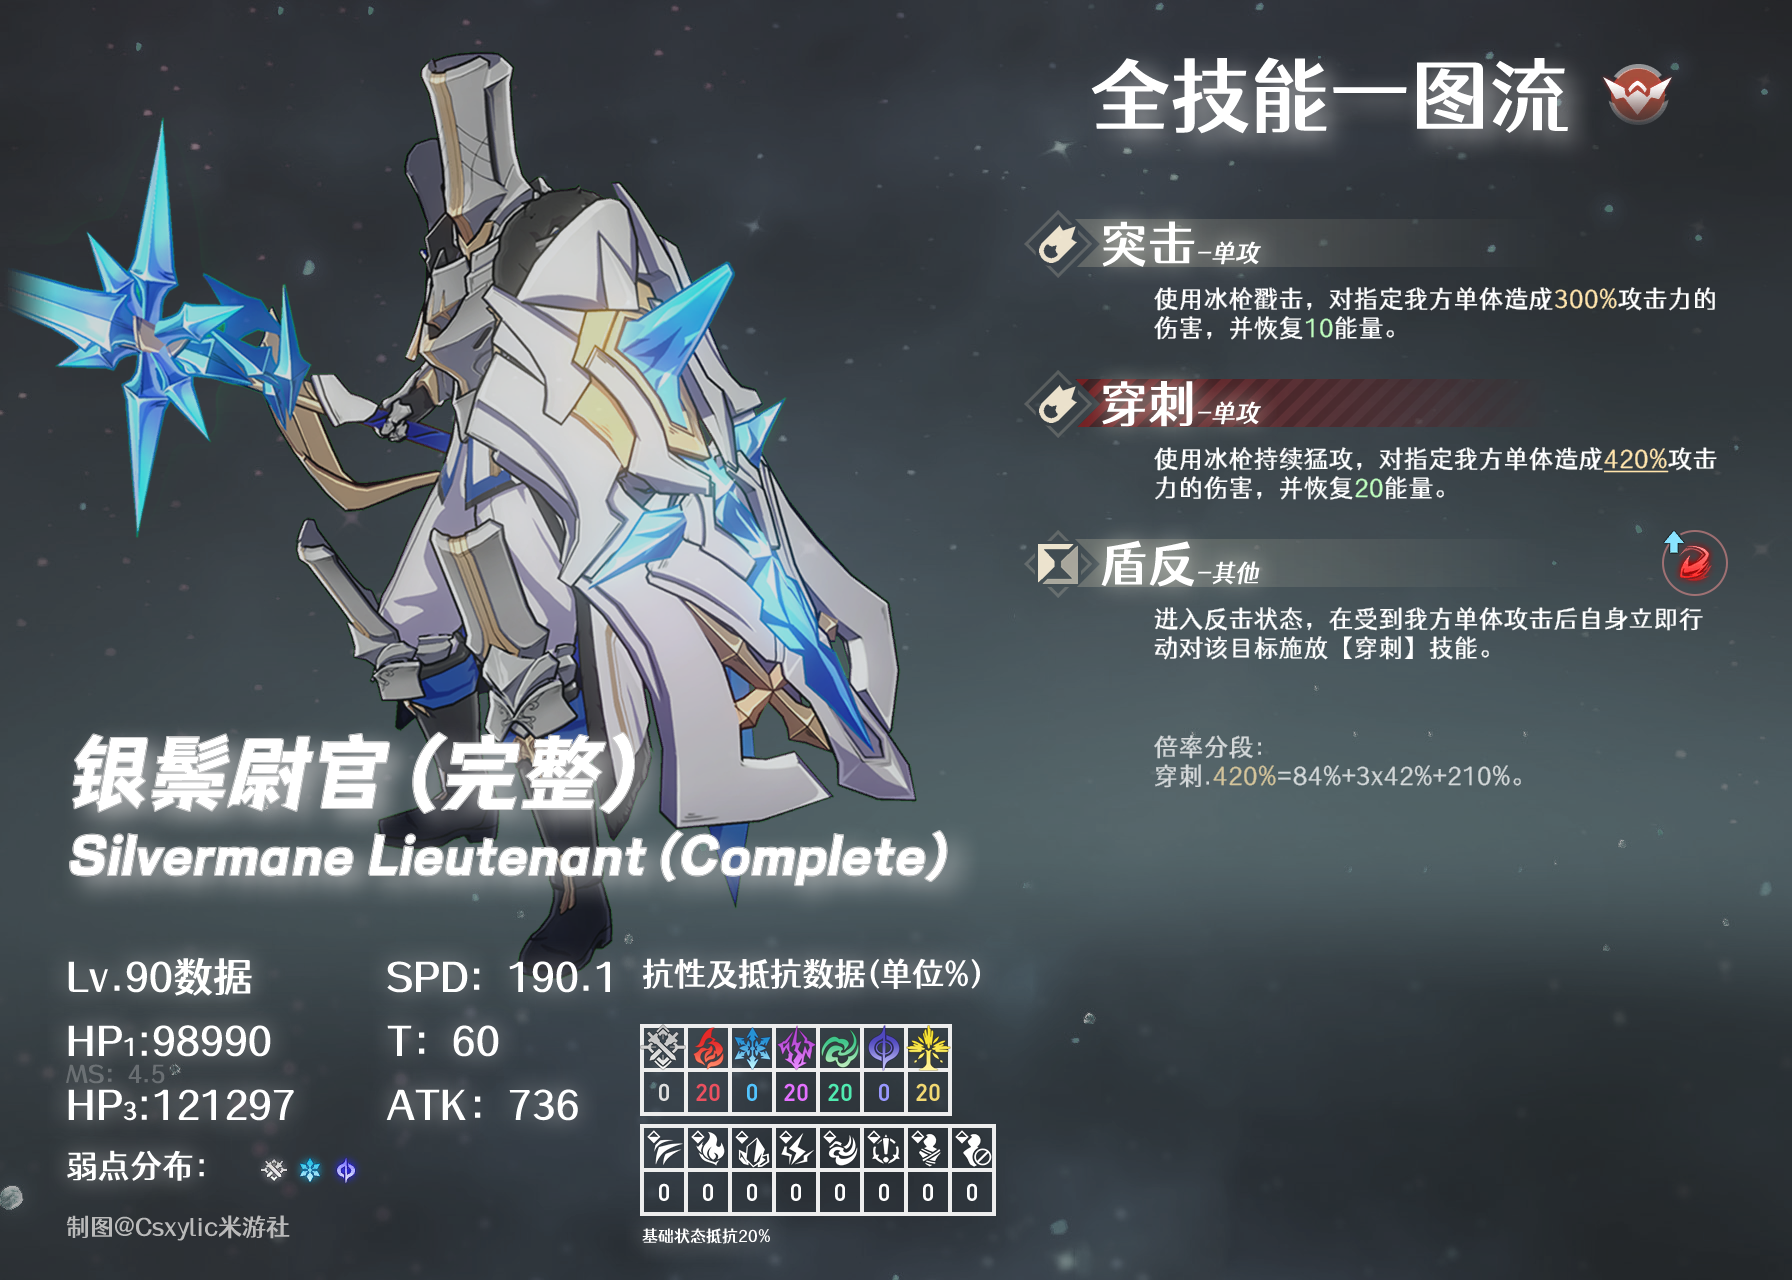 全技能一图流
突击-单攻
使用冰枪戳击，对指定我方单体造成300%攻击力的
伤害，并恢复10能量。
穿刺-单攻
使用冰枪持续猛攻，对指定我方单体造成420%攻击
力的伤害，并恢复20能量。
盾反-其他
进入反击状态，在受到我方单体攻击后自身立即行
动对该目标施放【穿刺】技能。
倍率分段：
穿刺.420%=84%+3x42%+210%。
银鬃尉官(完整)
Silvermane Lieutenant (Complete)
Lv.90数据
SPD: 190.1
HP1:98990
T: 60
MS: 4.5
HP3:121297
ATK: 736
弱点分布：
制图@Csxylic米游社
抗性及抵抗数据(单位%)
0 20 0 20 20 0 20
0 0 0 0 0 0 0 0
基础状态抵抗20%